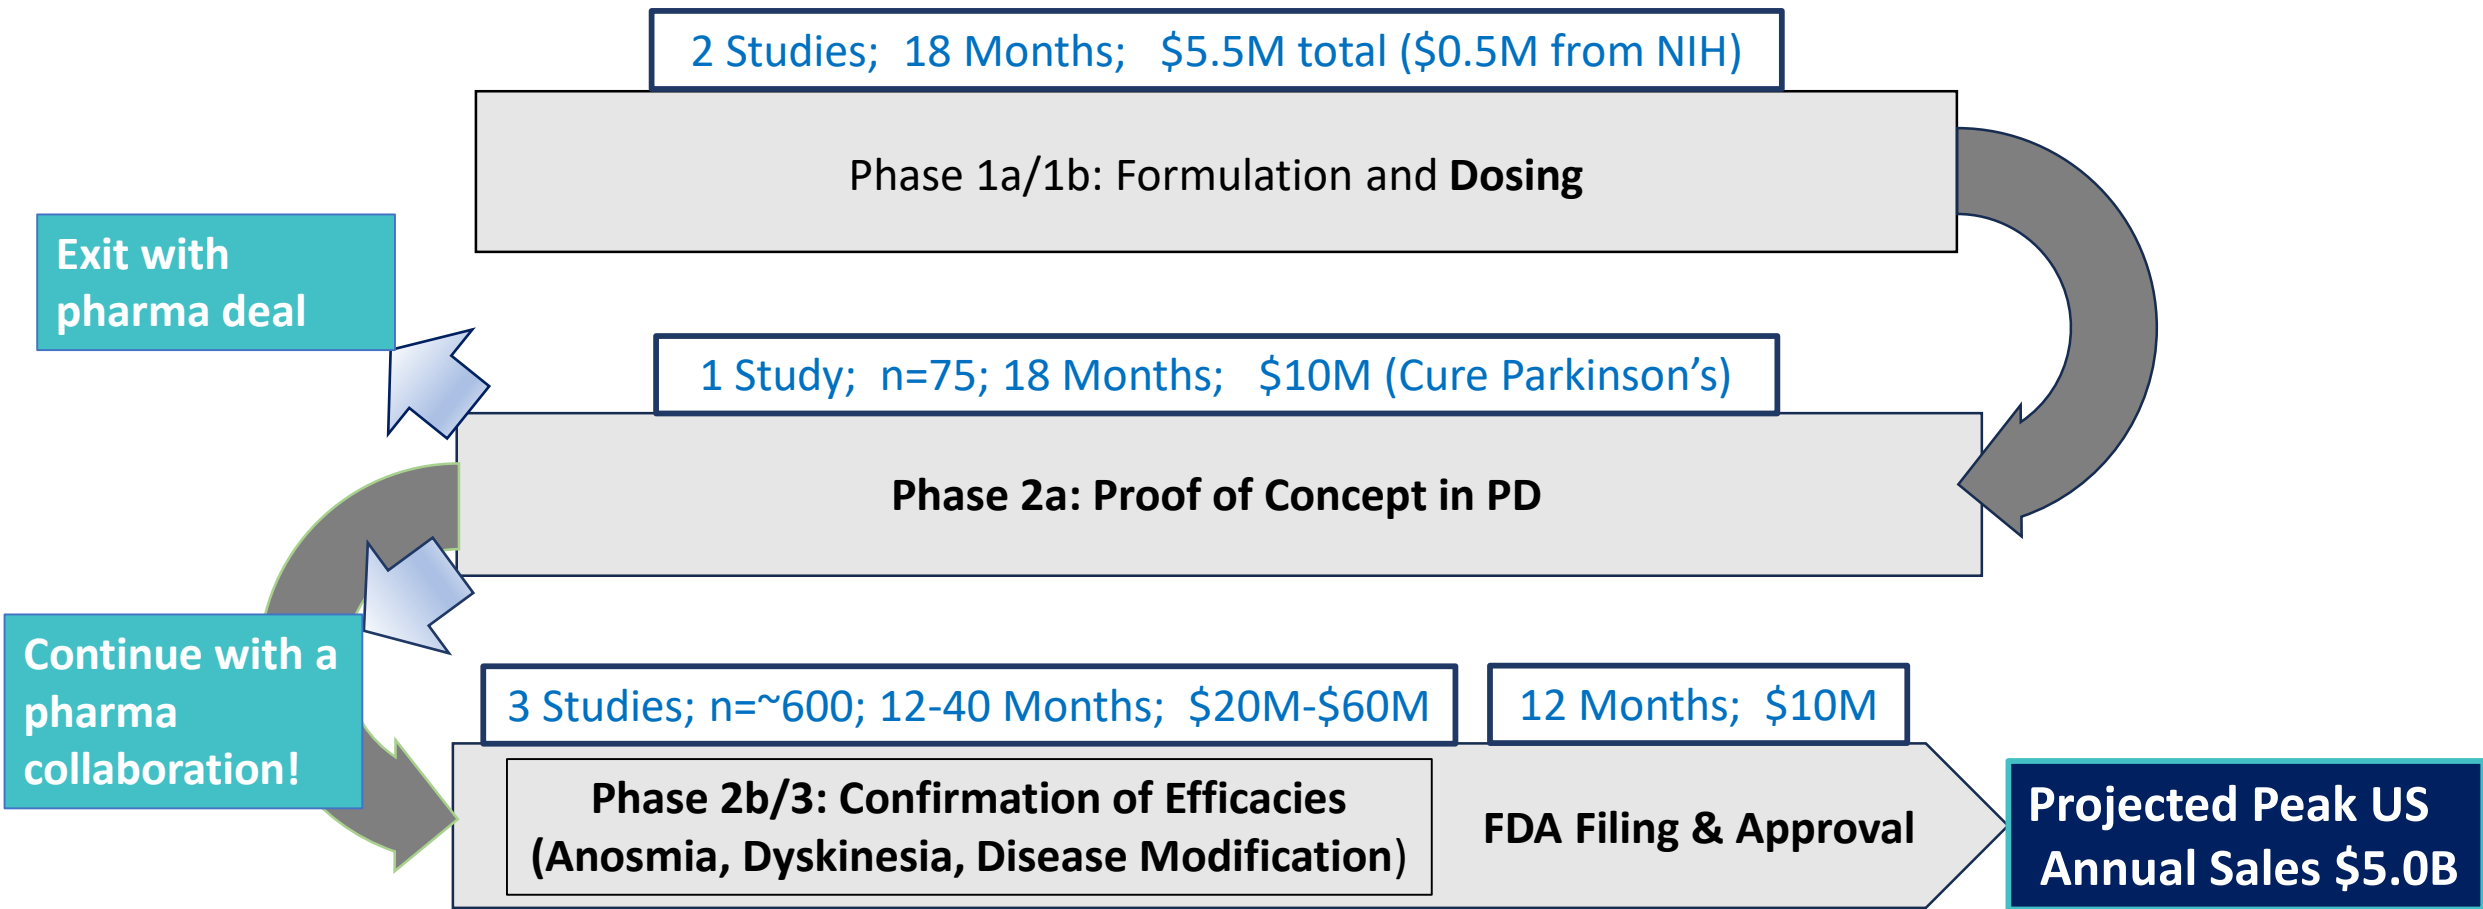 2 Studies; 18 Months; $5.5M total ($0.5M from NIH)
Phase 1a/1b: Formulation and Dosing
Exit with
pharma deal
1 Study; n=75; 18 Months; $10M (Cure Parkinson’s)
Phase 2a: Proof of Concept in PD
Continue with a
pharma
collaboration!
3 Studies; n=~600; 12-40 Months; $20M-$60M
12 Months; $10M
Phase 2b/3: Confirmation of Efficacies
(Anosmia, Dyskinesia, Disease Modification)
FDA Filing & Approval
Projected Peak US
Annual Sales $5.0B